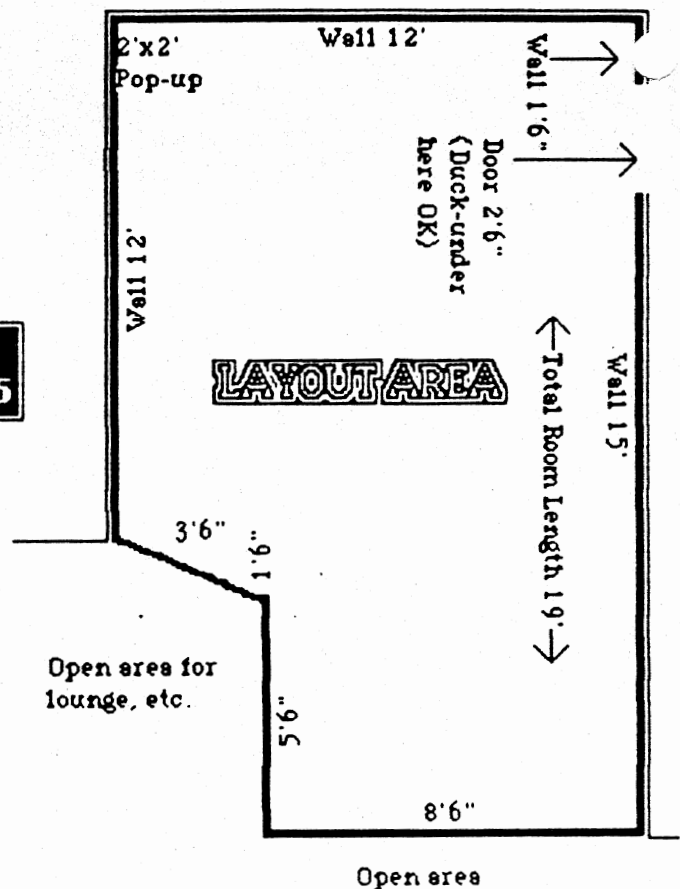 2'x2'
Pop-up
Wall 12'
Wall 1'6"
Door 2'6"
(Duck-under
here OK)
Wall 12'
LAYOUT AREA
Total Room Length 19'
Wall 15'
5
3'6"
1'6"
Open area for
lounge, etc.
5'6"
8'6"
Open area